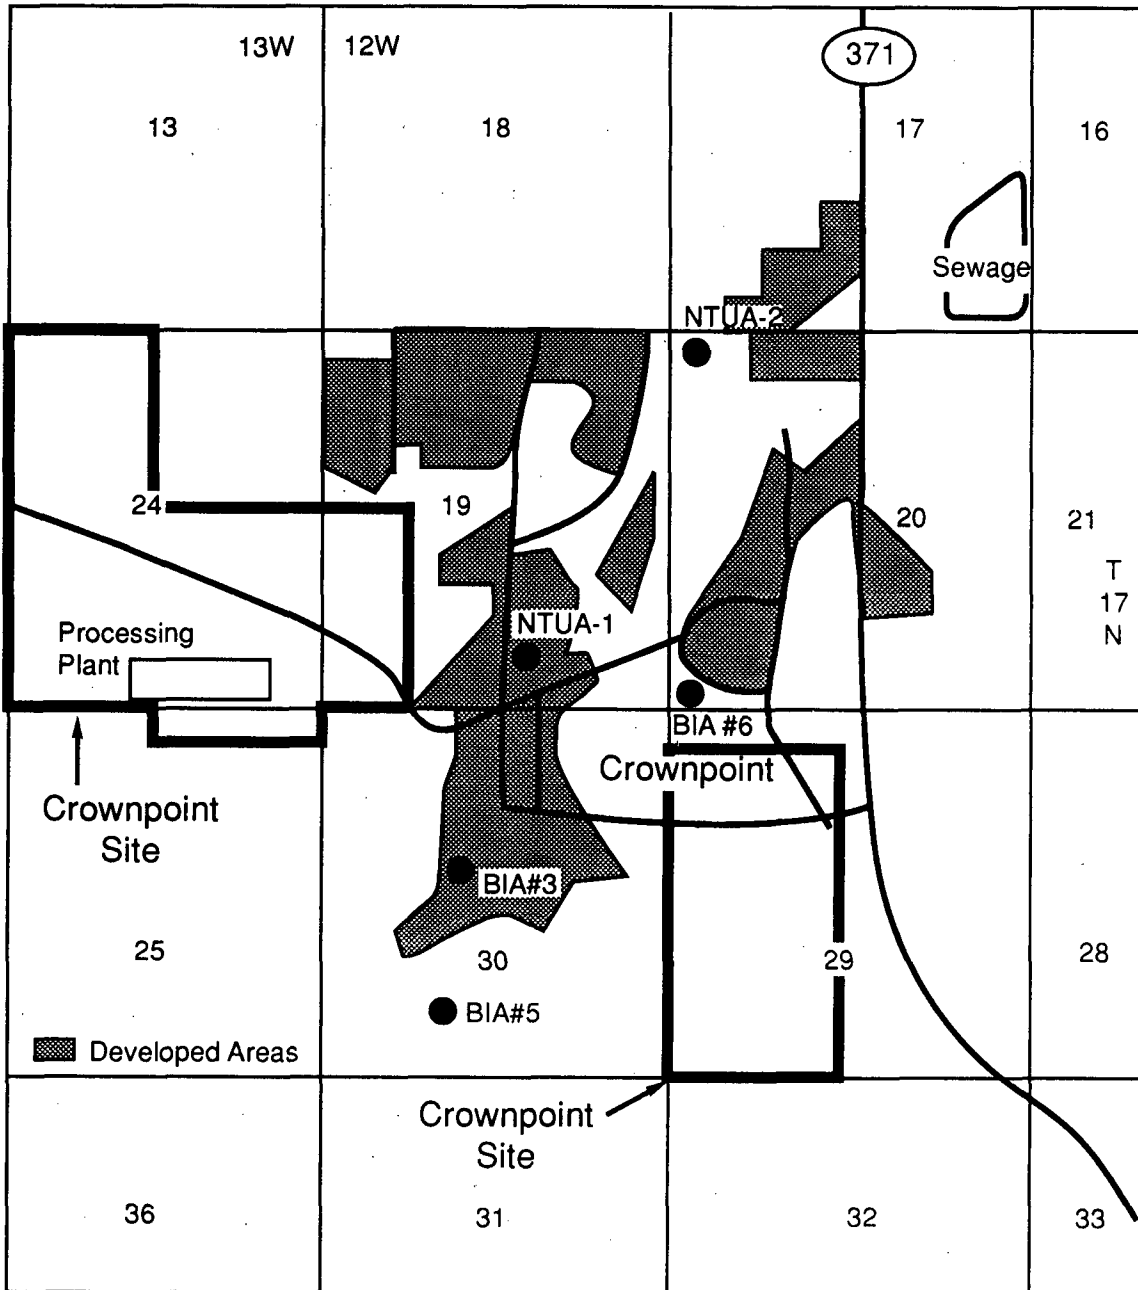 13W 12W
371
13
18
17
16
Sewage
NTUA-2
24
19
20
21
T
17
N
NTUA-1
Processing
Plant
BIA #6
Crownpoint
Crownpoint
Site
BIA#3
25
30
29
28
BIA#5
Developed Areas
Crownpoint
Site
36
31
32
33